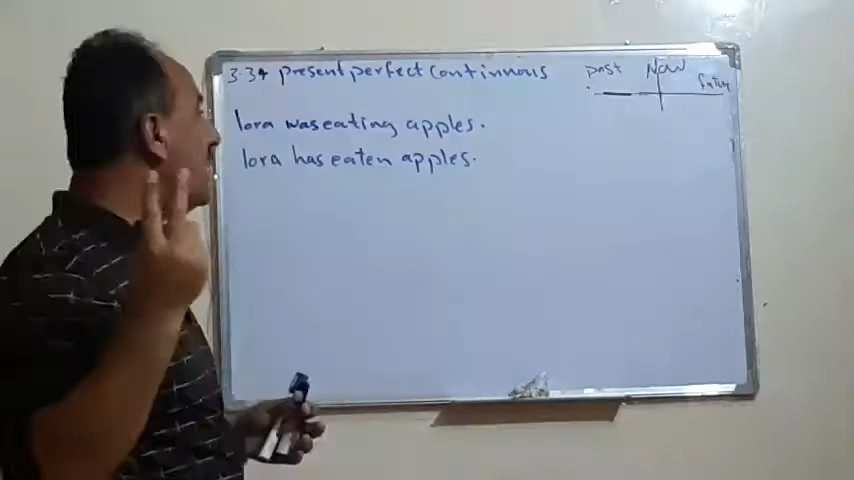 3.34 present perfect continuous
past Now future
lora was eating apples.
lora has eaten apples.